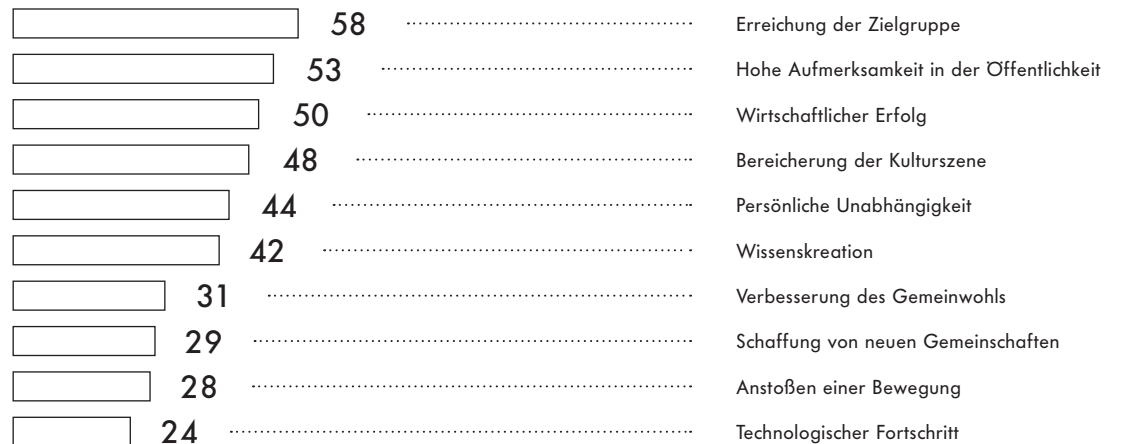 58 Erreichung der Zielgruppe
53 Hohe Aufmerksamkeit in der Öffentlichkeit
50 Wirtschaftlicher Erfolg
48 Bereicherung der Kulturszene
44 Persönliche Unabhängigkeit
42 Wissenskreation
31 Verbesserung des Gemeinwohls
29 Schaffung von neuen Gemeinschaften
28 Anstoßen einer Bewegung
24 Technologischer Fortschritt